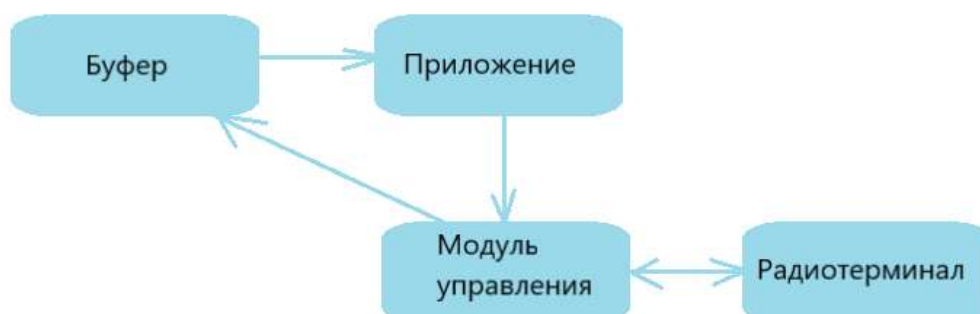 Буфер
Приложение
Модуль
управления
Радиотерминал